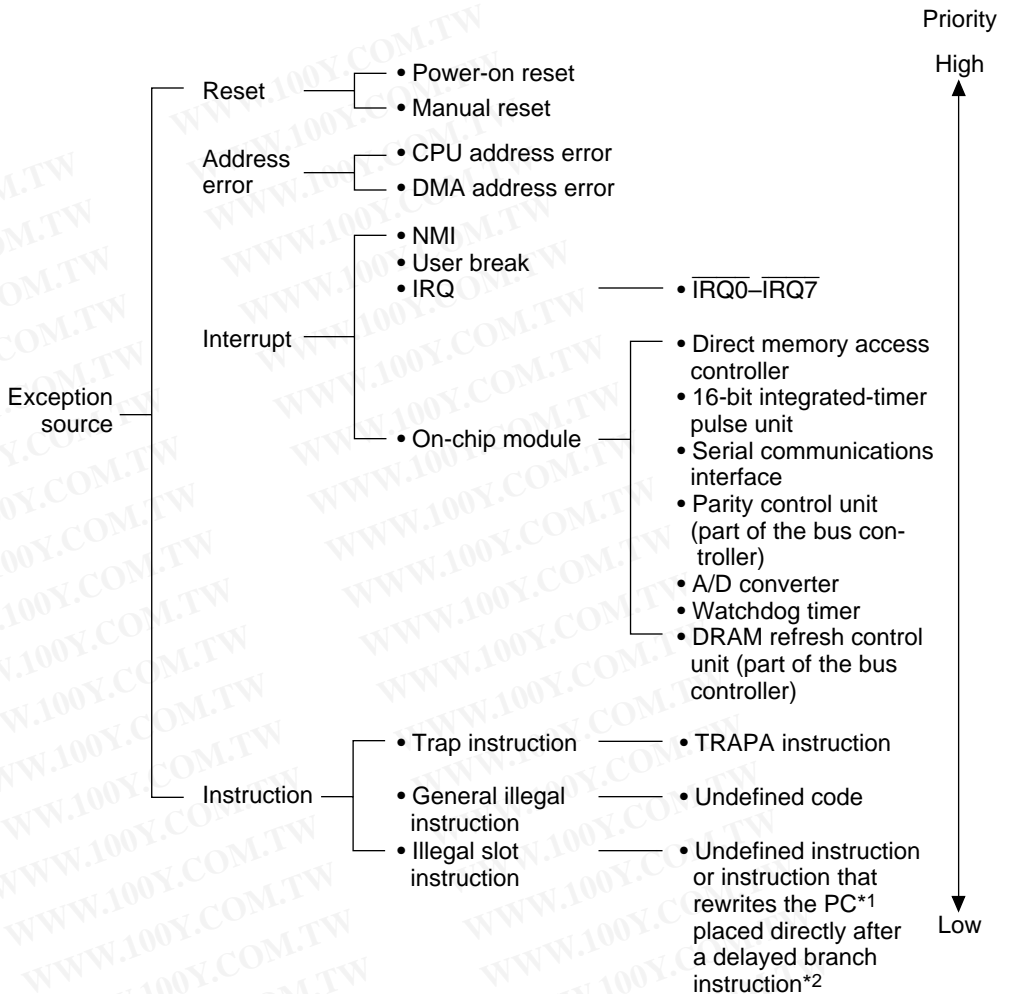 Priority
High
Reset
• Power-on reset
• Manual reset
Address
error
• CPU address error
• DMA address error
• NMI
• User break
• IRQ
• IRQ0–IRQ7
Interrupt
• Direct memory access
controller
• 16-bit integrated-timer
pulse unit
• Serial communications
interface
• Parity control unit
(part of the bus con-
troller)
• A/D converter
• Watchdog timer
• DRAM refresh control
unit (part of the bus
controller)
Exception
source
• On-chip module
• Trap instruction
• TRAPA instruction
Instruction
• General illegal
instruction
• Undefined code
• Illegal slot
instruction
• Undefined instruction
or instruction that
rewrites the PC*1
placed directly after
a delayed branch
instruction*2
Low
WWW.100Y.COM.TW